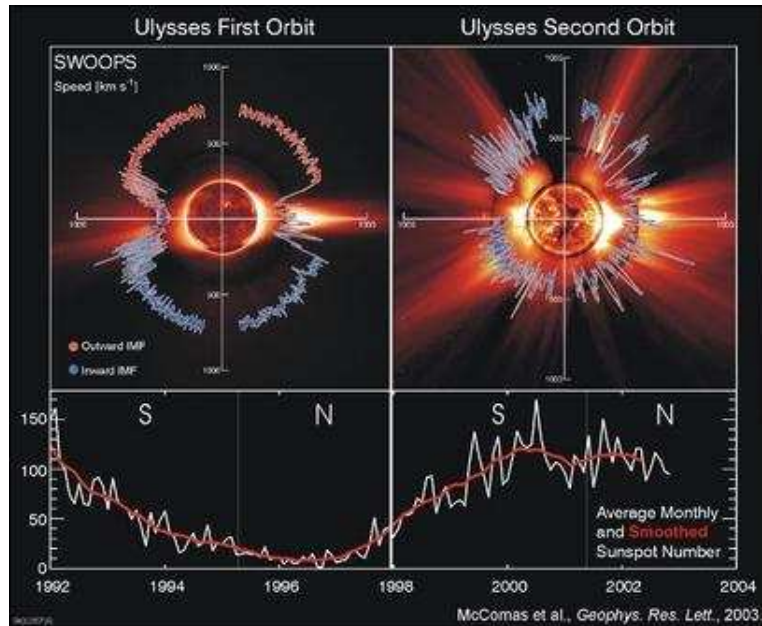 Ulysses First Orbit
Ulysses Second Orbit
SWOOPS
Speed [km s⁻¹]
1000
500
1000
1000
500
1000
Outward IMF
Inward IMF
1000
500
1000
1000
500
1000
S
N
S
N
150
100
50
0
Average Monthly
and Smoothed
Sunspot Number
1992
1994
1996
1998
2000
2002
2004
McComas et al., Geophys. Res. Lett., 2003